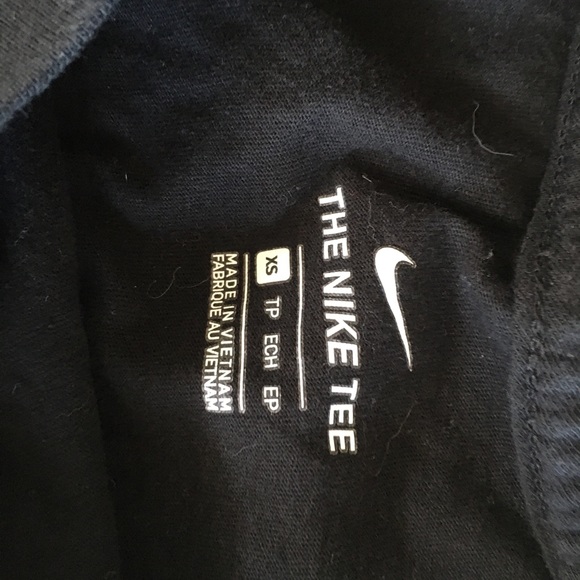 THE NIKE TEE
XS TP ECH EP
MADE IN VIETNAM
FABRIQUE AU VIETNAM